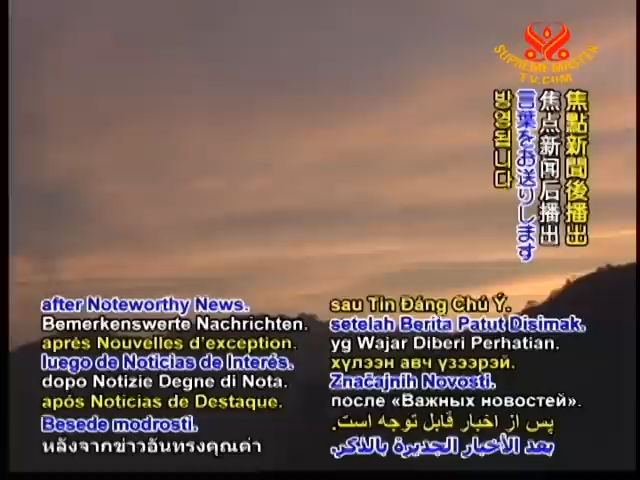 SUPREME MASTER
TV.COM
焦點新聞後播出
焦点新闻后播出
言葉をお送りします
방송됩니다
after Noteworthy News.
Bemerkenswerte Nachrichten.
après Nouvelles d'exception.
luego de Noticias de Interés.
dopo Notizie Degne di Nota.
após Notícias de Destaque.
Besede modrosti.
หลังจากข่าวอันทรงคุณค่า
sau Tin Đáng Chú Ý.
setelah Berita Patut Disimak.
yg Wajar Diberi Perhatian.
хүлээн авч үзээрэй.
Značajnih Novosti.
после «Важных новостей».
پس از اخبار قابل توجه است.
بعد الأخبار الجديرة بالذكر.